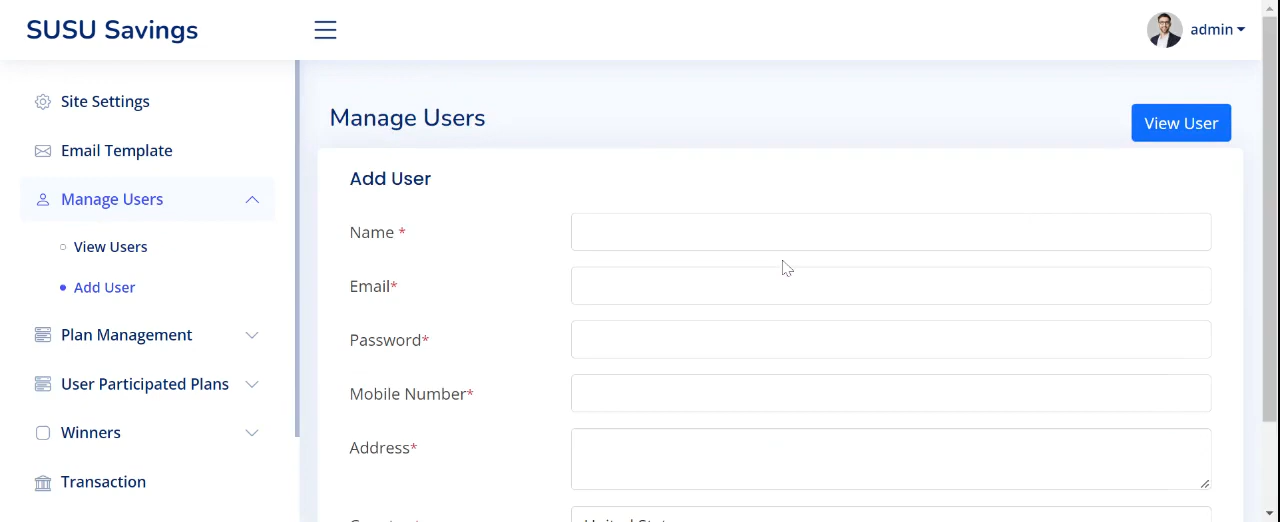 SUSU Savings
admin
Site Settings
Email Template
Manage Users
View Users
Add User
Plan Management
User Participated Plans
Winners
Transaction
Manage Users
View User
Add User
Name *
Email*
Password*
Mobile Number*
Address*